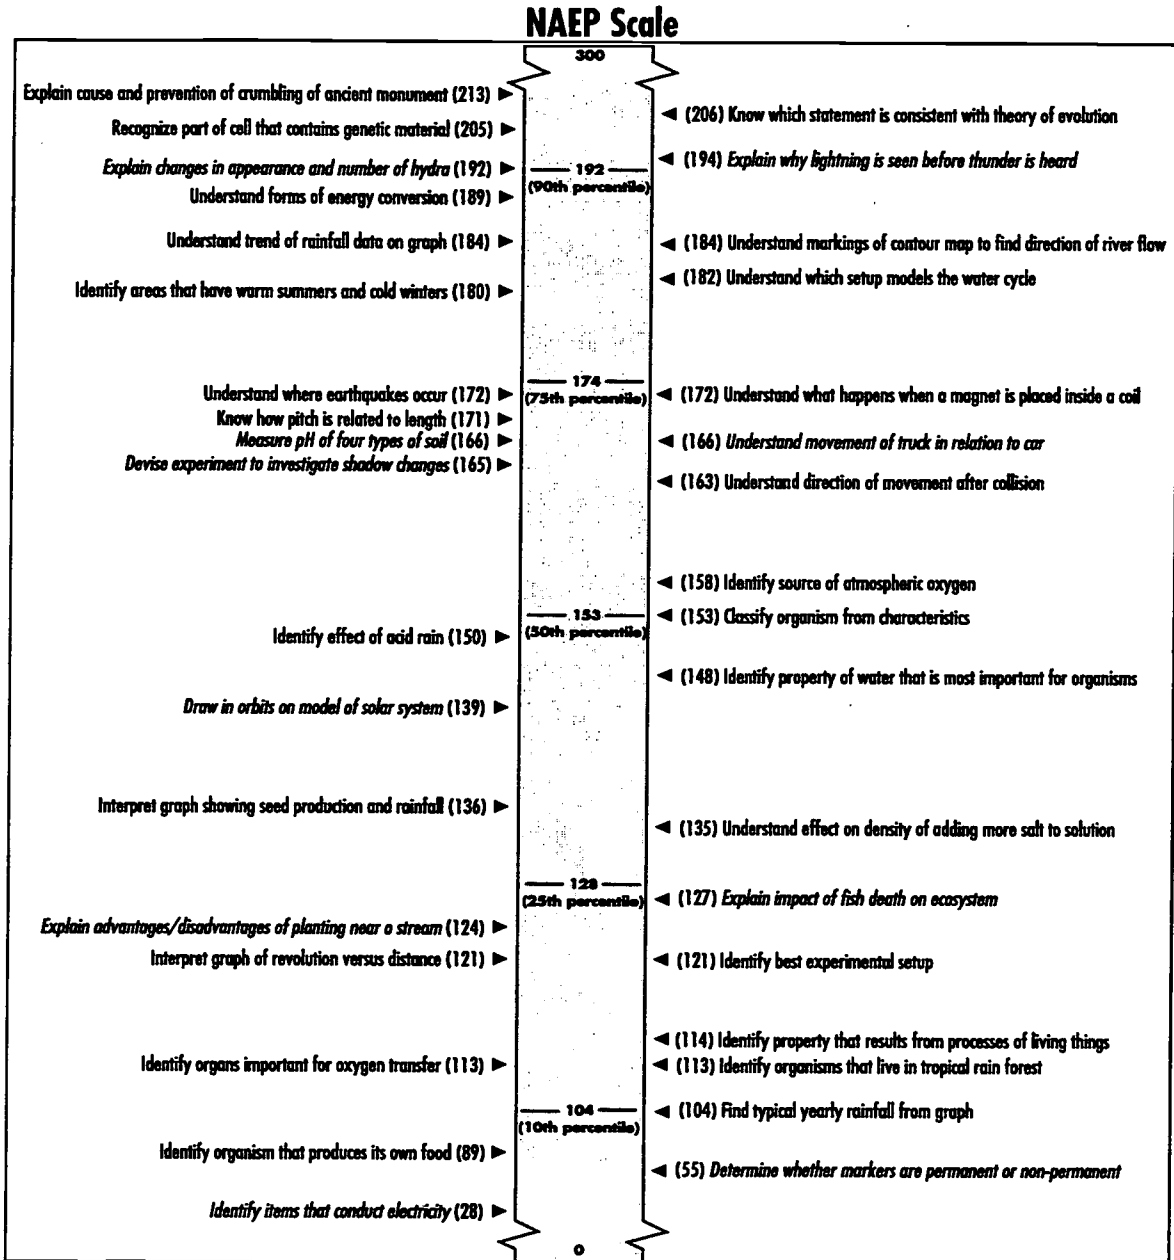 NAEP Scale
300
Explain cause and prevention of crumbling of ancient monument (213) ►
◄ (206) Know which statement is consistent with theory of evolution
Recognize part of cell that contains genetic material (205) ►
◄ (194) Explain why lightning is seen before thunder is heard
Explain changes in appearance and number of hydra (192) ►
192
(90th percentile)
Understand forms of energy conversion (189) ►
Understand trend of rainfall data on graph (184) ►
◄ (184) Understand markings of contour map to find direction of river flow
◄ (182) Understand which setup models the water cycle
Identify areas that have warm summers and cold winters (180) ►
174
(75th percentile)
Understand where earthquakes occur (172) ►
◄ (172) Understand what happens when a magnet is placed inside a coil
Know how pitch is related to length (171) ►
Measure pH of four types of soil (166) ►
◄ (166) Understand movement of truck in relation to car
Devise experiment to investigate shadow changes (165) ►
◄ (163) Understand direction of movement after collision
◄ (158) Identify source of atmospheric oxygen
153
(50th percentile)
◄ (153) Classify organism from characteristics
Identify effect of acid rain (150) ►
◄ (148) Identify property of water that is most important for organisms
Draw in orbits on model of solar system (139) ►
Interpret graph showing seed production and rainfall (136) ►
◄ (135) Understand effect on density of adding more salt to solution
128
(25th percentile)
◄ (127) Explain impact of fish death on ecosystem
Explain advantages/disadvantages of planting near a stream (124) ►
Interpret graph of revolution versus distance (121) ►
◄ (121) Identify best experimental setup
◄ (114) Identify property that results from processes of living things
Identify organs important for oxygen transfer (113) ►
◄ (113) Identify organisms that live in tropical rain forest
104
(10th percentile)
◄ (104) Find typical yearly rainfall from graph
Identify organism that produces its own food (89) ►
◄ (55) Determine whether markers are permanent or non-permanent
Identify items that conduct electricity (28) ►
0